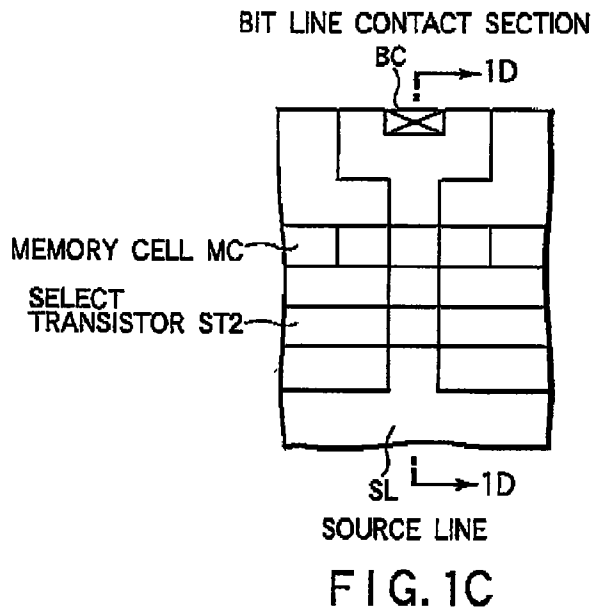 BIT LINE CONTACT SECTION
BC
1D
MEMORY CELL MC
SELECT
TRANSISTOR ST2
SL
1D
SOURCE LINE
FIG. 1C